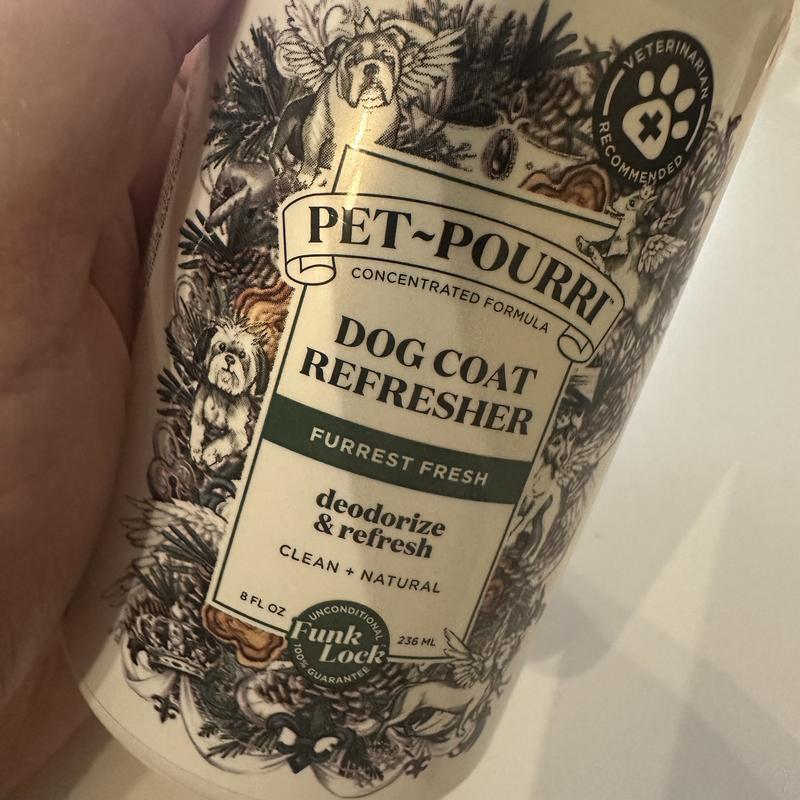 VETERINARIAN
RECOMMENDED
PET~POURRI™
CONCENTRATED FORMULA
DOG COAT
REFRESHER
FURREST FRESH
deodorize
& refresh
CLEAN + NATURAL
8 FL OZ
236 ML
UNCONDITIONAL
Funk
Lock
100% GUARANTEE